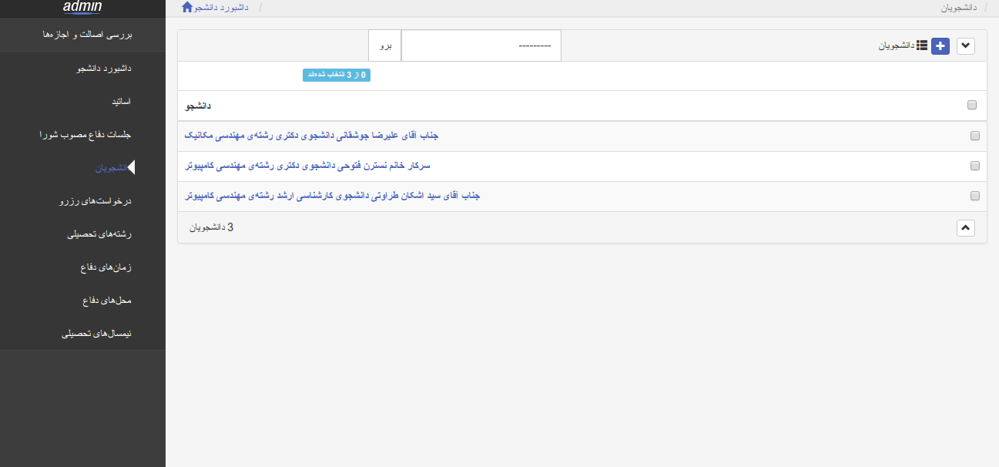 admin
بررسی اصالت و اجازه‌ها
داشبورد دانشجو
اساتید
جلسات دفاع مصوب شورا
انشجویان
درخواست‌های رزرو
رشته‌های تحصیلی
زمان‌های دفاع
محل‌های دفاع
نیمسال‌های تحصیلی
داشبورد دانشجو /
دانشجویان /
دانشجویان
---------
برو
0 از 3 انتخاب شده‌اند
دانشجو
جناب آقای علیرضا جوشقانی دانشجوی دکتری رشته‌ی مهندسی مکانیک
سرکار خانم نسترن فتوحی دانشجوی دکتری رشته‌ی مهندسی کامپیوتر
جناب آقای سید اشکان طراوتی دانشجوی کارشناسی ارشد رشته‌ی مهندسی کامپیوتر
3 دانشجویان